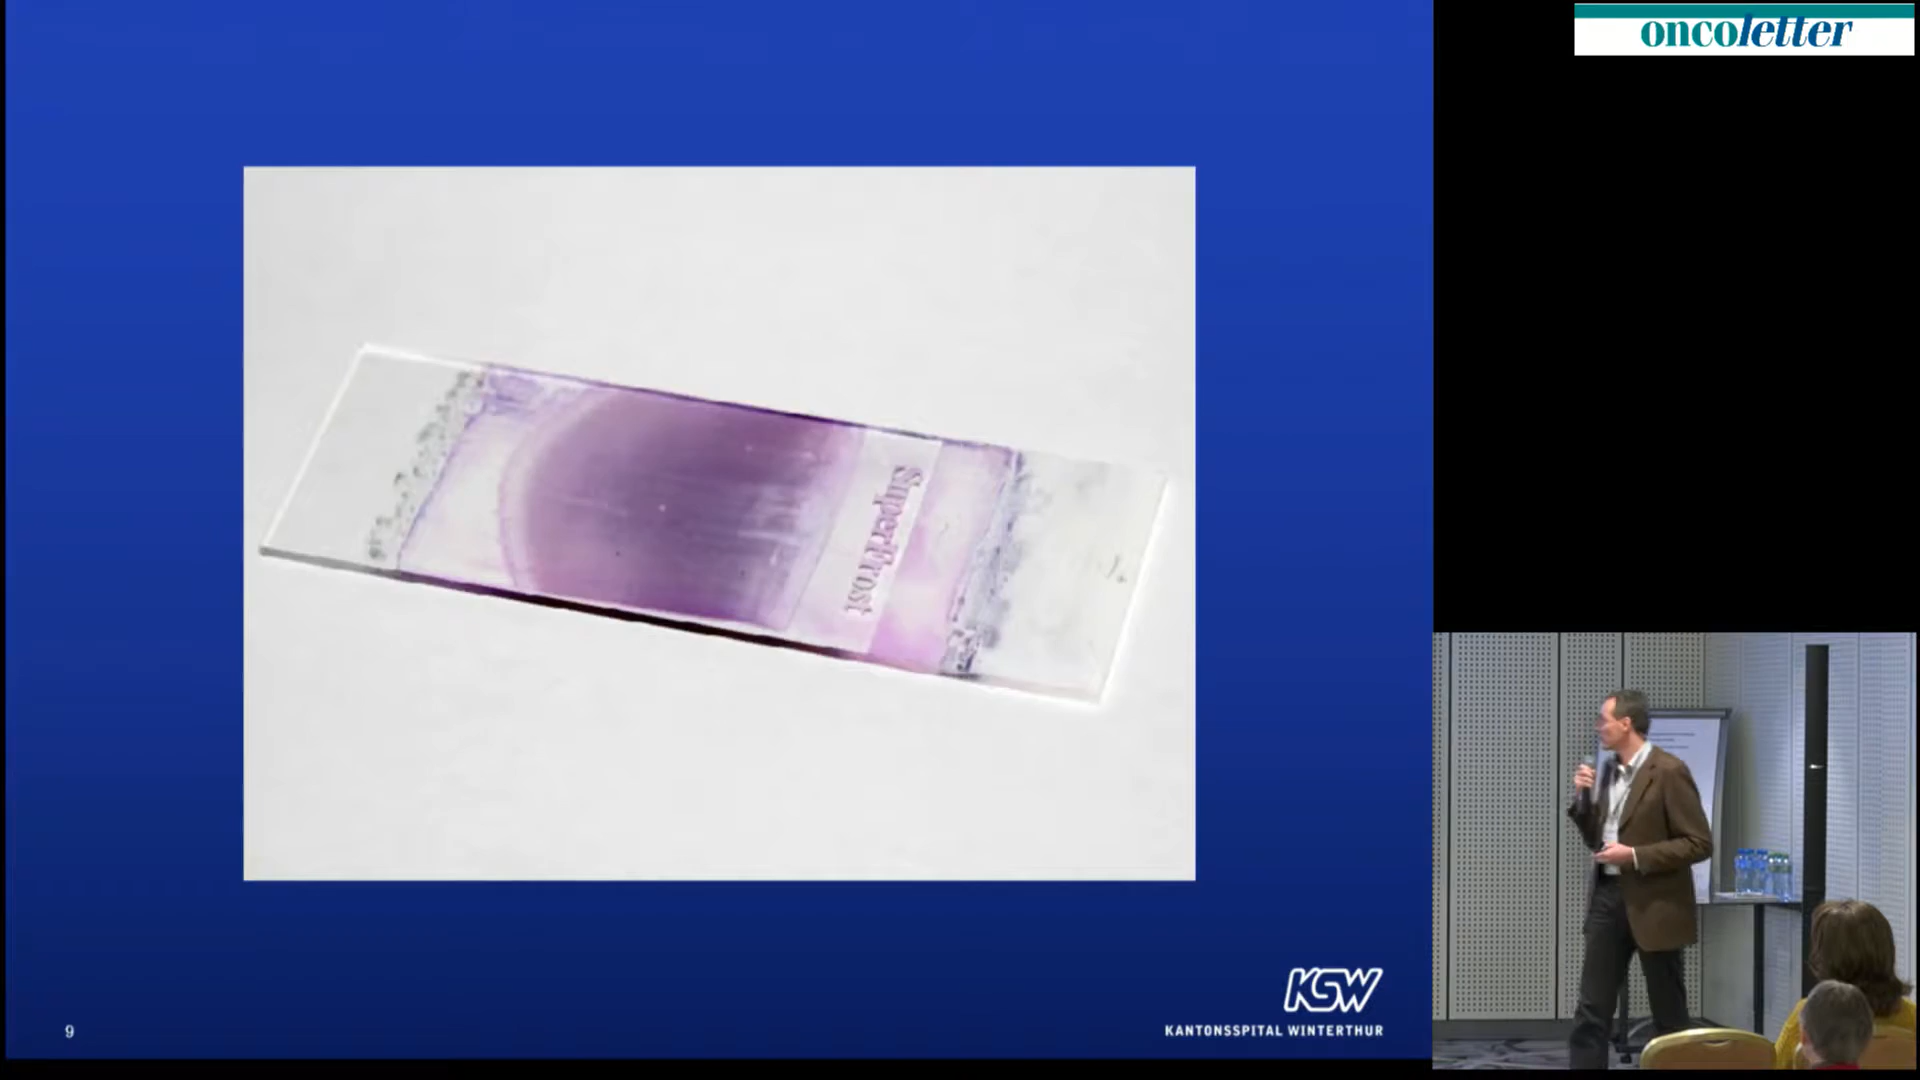 oncoletter
SuperFrost
KSW
KANTONSSPITAL WINTERTHUR
9